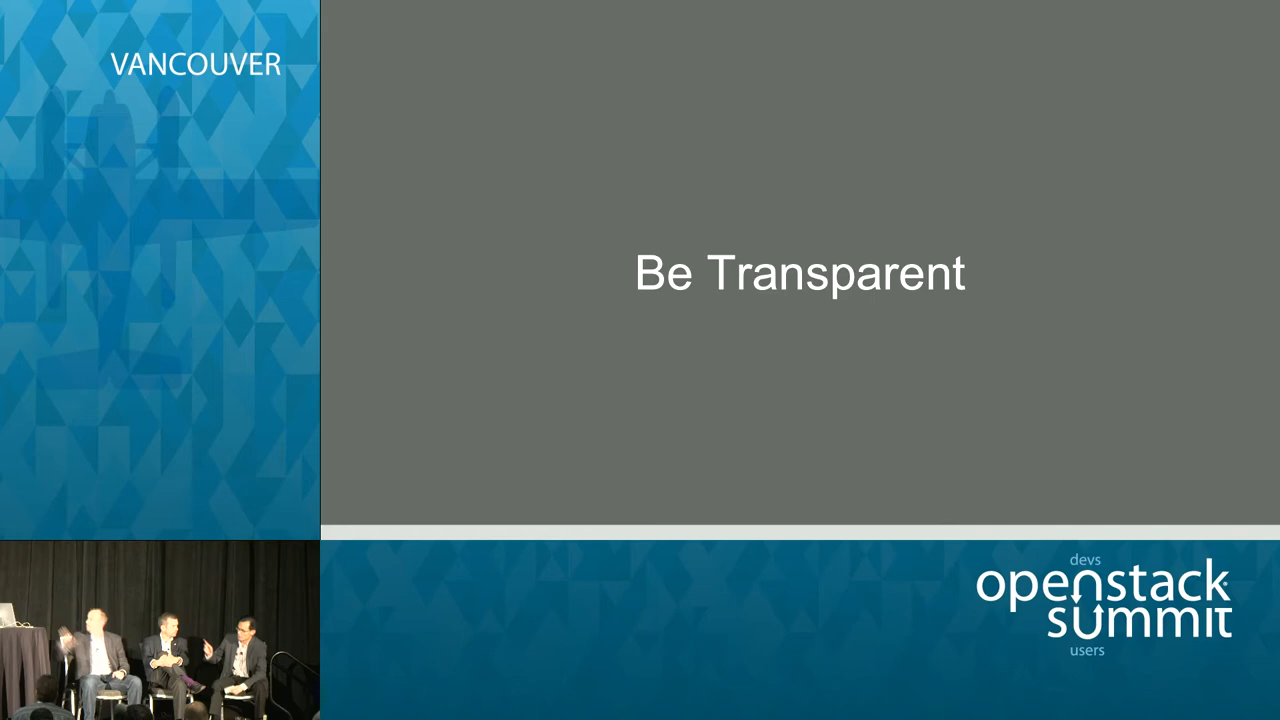 VANCOUVER
Be Transparent
devs
openstack
summit
users